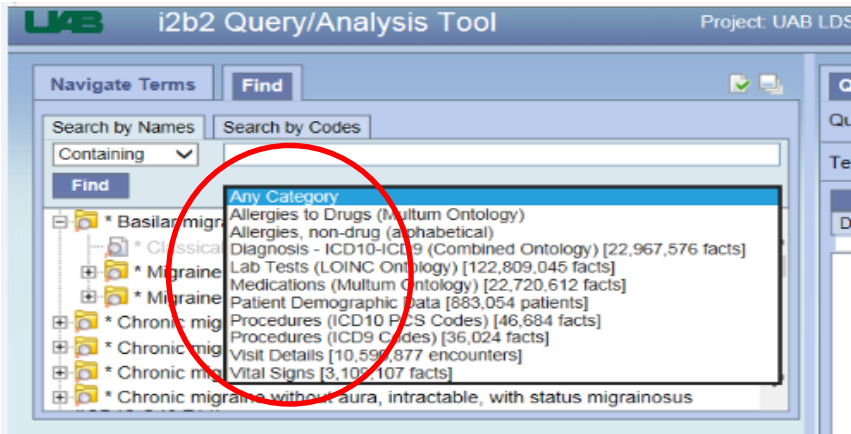 UAB i2b2 Query/Analysis Tool Project: UAB LDS
Navigate Terms Find
Search by Names Search by Codes
Containing
Find
Any Category
Allergies to Drugs (Multum Ontology)
Allergies, non-drug (alphabetical)
Diagnosis - ICD10-ICD9 (Combined Ontology) [22,967,576 facts]
Lab Tests (LOINC Ontology) [122,809,045 facts]
Medications (Multum Ontology) [22,720,612 facts]
Patient Demographic Data [883,054 patients]
Procedures (ICD10 PCS Codes) [46,684 facts]
Procedures (ICD9 Codes) [36,024 facts]
Visit Details [10,590,877 encounters]
Vital Signs [3,109,107 facts]
* Basilar migr
* Classica
* Migraine
* Migraine
* Chronic mig
* Chronic mig
* Chronic mig
* Chronic migraine without aura, intractable, with status migrainosus
Qu
Te
D